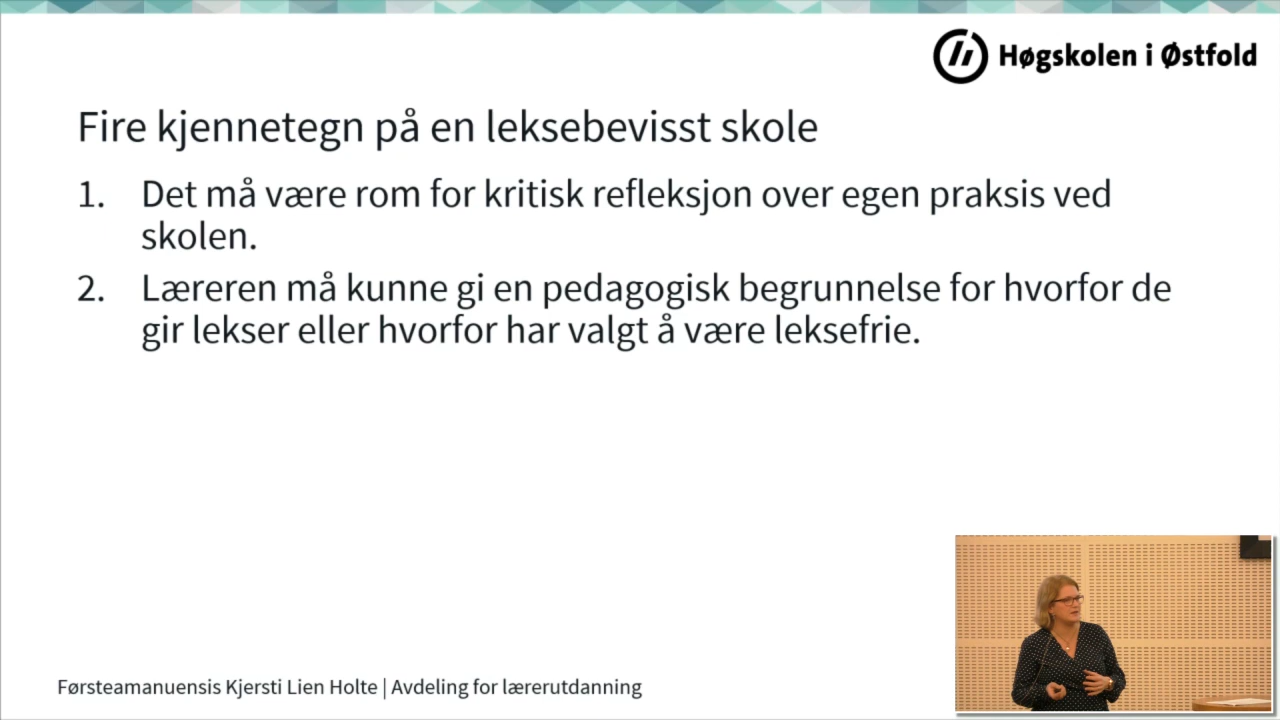 Høgskolen i Østfold
Fire kjennetegn på en leksebevisst skole
1. Det må være rom for kritisk refleksjon over egen praksis ved
skolen.
2. Læreren må kunne gi en pedagogisk begrunnelse for hvorfor de
gir lekser eller hvorfor har valgt å være leksefrie.
Førsteamanuensis Kjersti Lien Holte | Avdeling for lærerutdanning